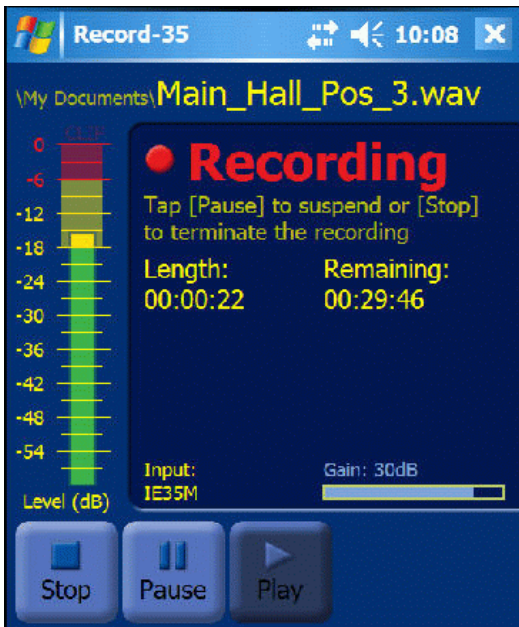 Record-35 10:08
\My Documents\Main_Hall_Pos_3.wav
CLIP
0
-6
-12
-18
-24
-30
-36
-42
-48
-54
Level (dB)
Recording
Tap [Pause] to suspend or [Stop]
to terminate the recording
Length: Remaining:
00:00:22 00:29:46
Input: Gain: 30dB
IE35M
Stop Pause Play